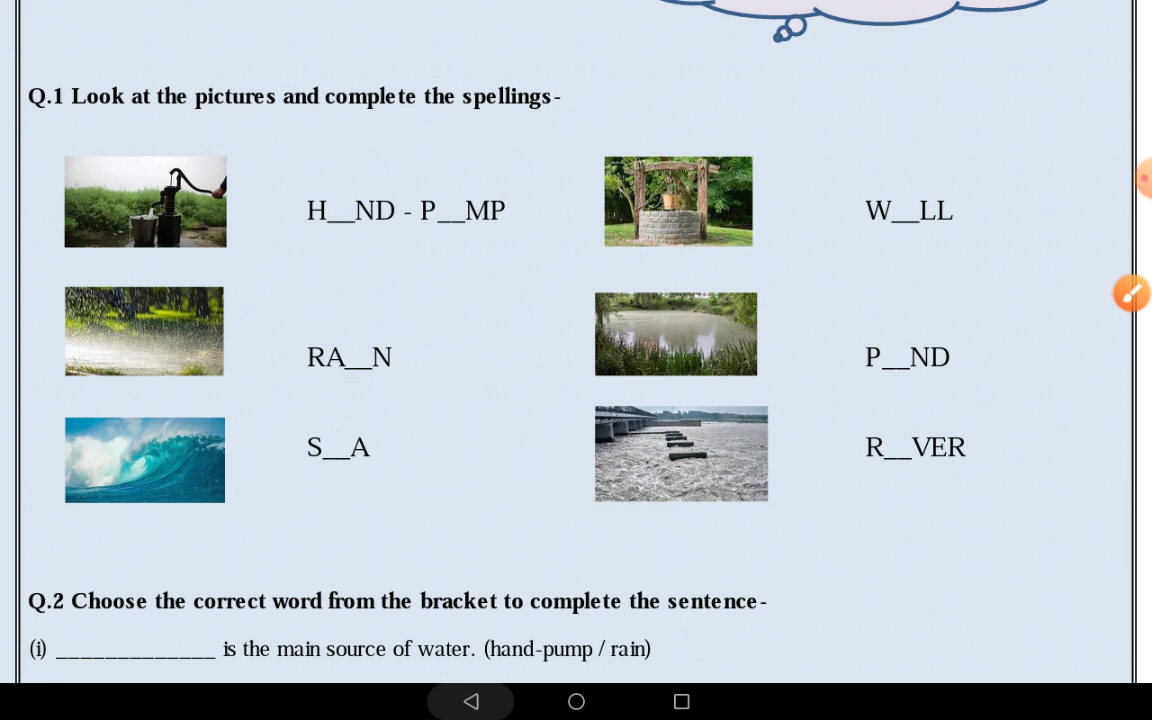 Q.1 Look at the pictures and complete the spellings-
H__ND - P__MP
W__LL
RA__N
P__ND
S__A
R__VER
Q.2 Choose the correct word from the bracket to complete the sentence-
(i) ______________ is the main source of water. (hand-pump / rain)